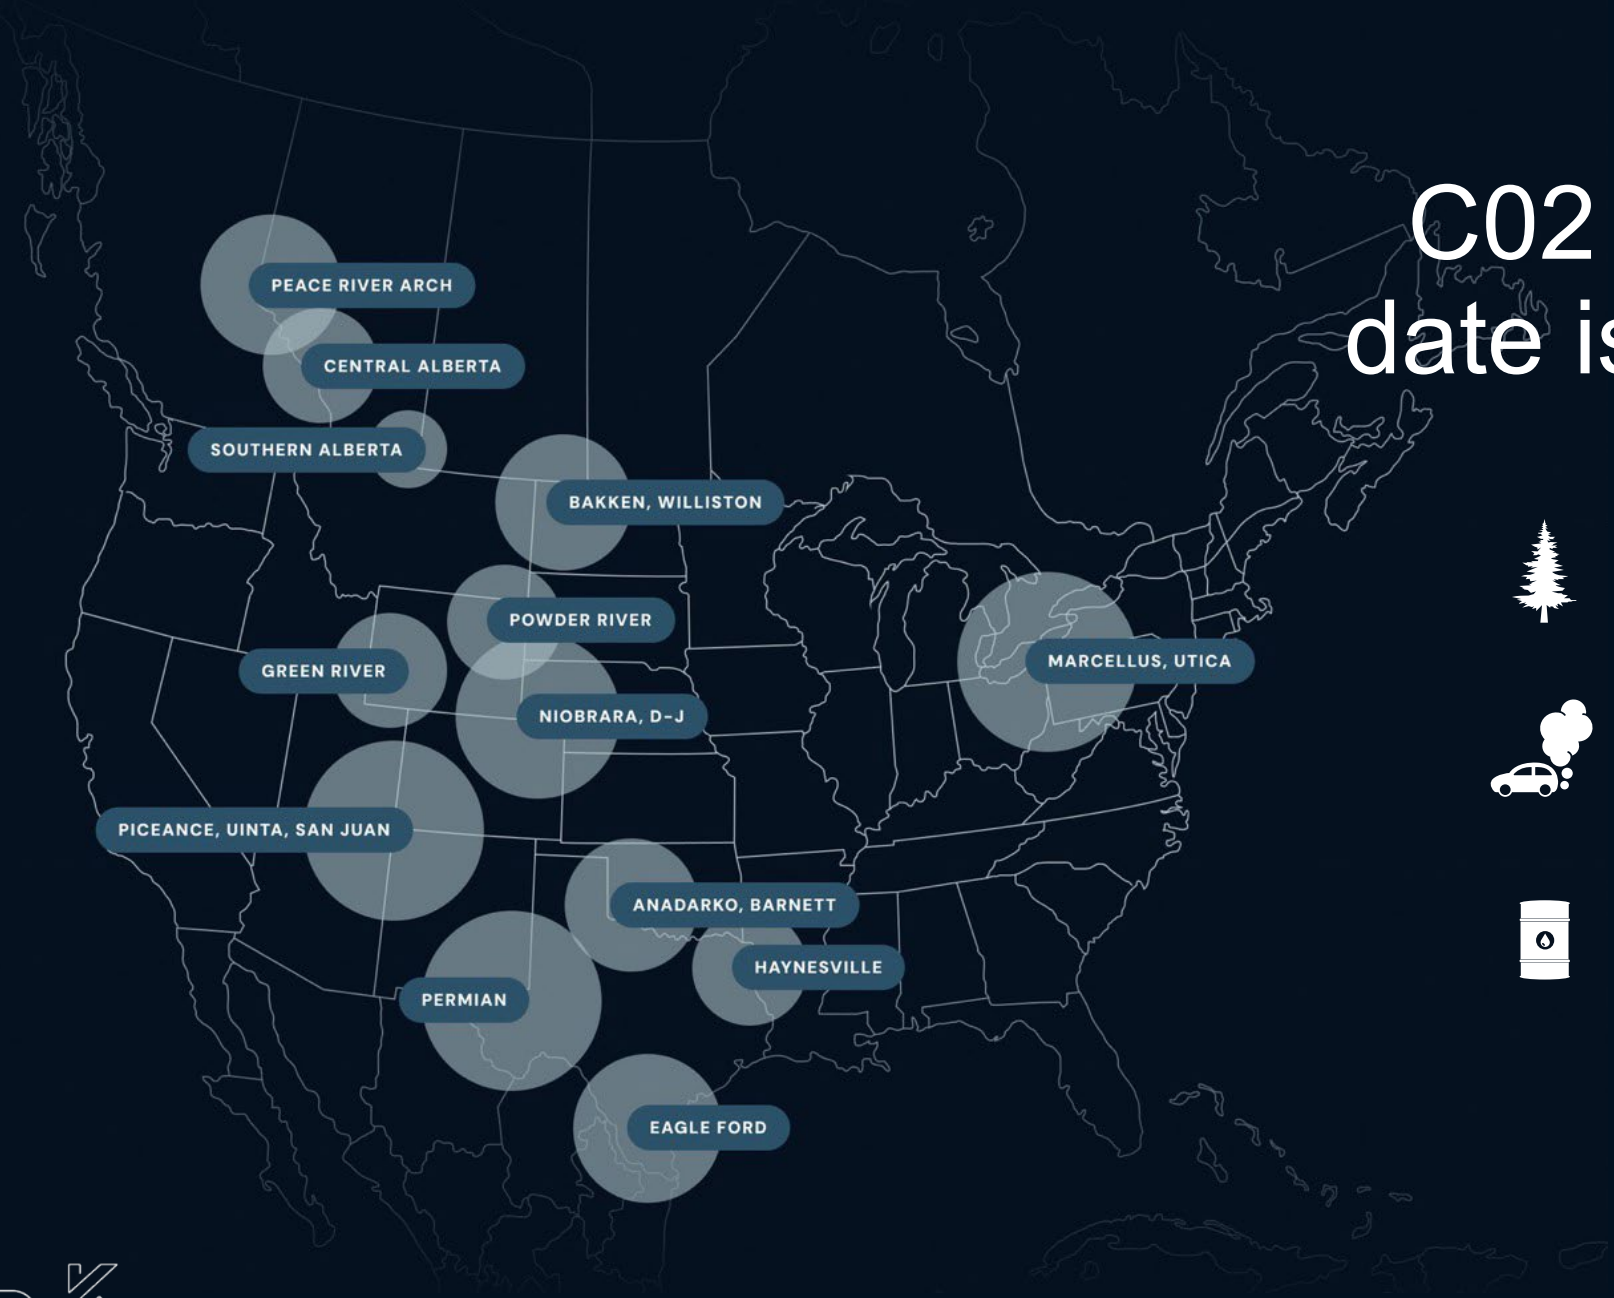 C02
date is
PEACE RIVER ARCH
CENTRAL ALBERTA
SOUTHERN ALBERTA
BAKKEN, WILLISTON
POWDER RIVER
GREEN RIVER
MARCELLUS, UTICA
NIOBRARA, D-J
PICEANCE, UINTA, SAN JUAN
ANADARKO, BARNETT
HAYNESVILLE
PERMIAN
EAGLE FORD